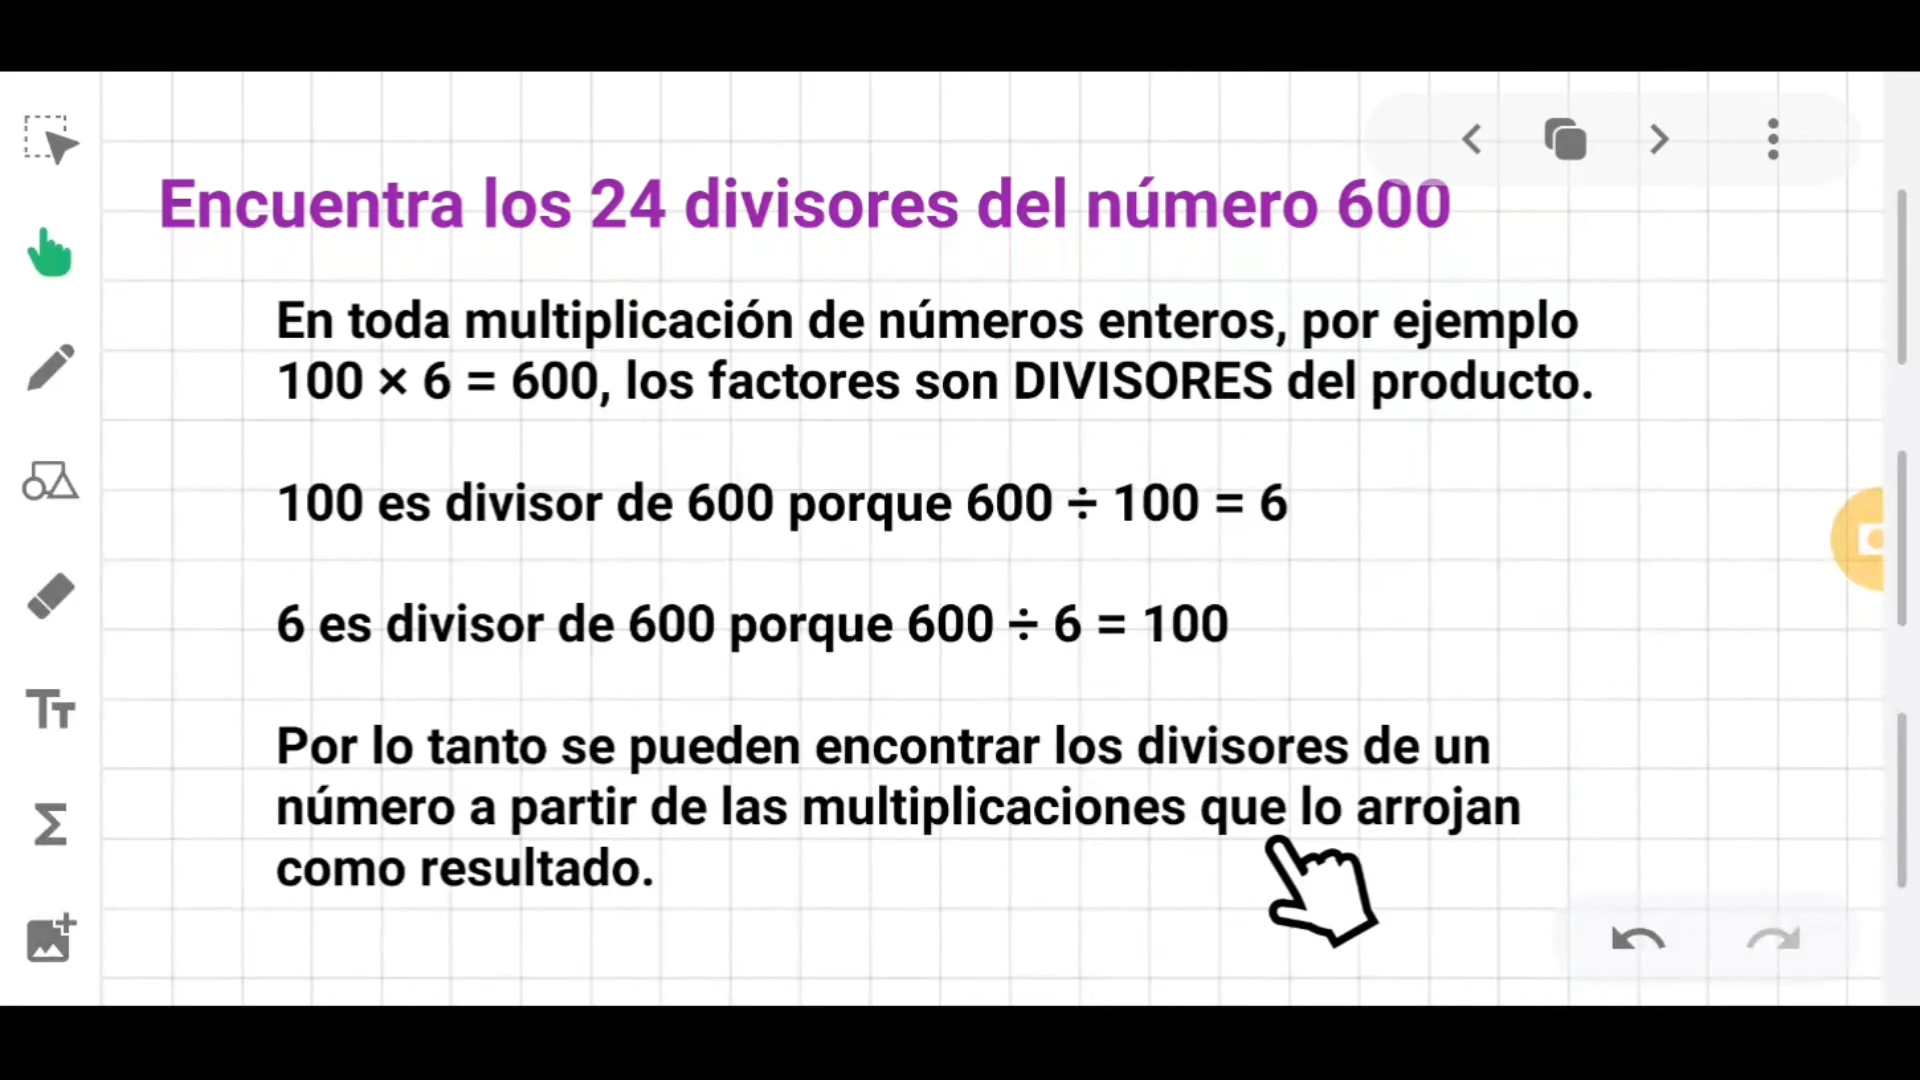 Encuentra los 24 divisores del número 600
En toda multiplicación de números enteros, por ejemplo
100 × 6 = 600, los factores son DIVISORES del producto.
100 es divisor de 600 porque 600 ÷ 100 = 6
6 es divisor de 600 porque 600 ÷ 6 = 100
Por lo tanto se pueden encontrar los divisores de un
número a partir de las multiplicaciones que lo arrojan
como resultado.